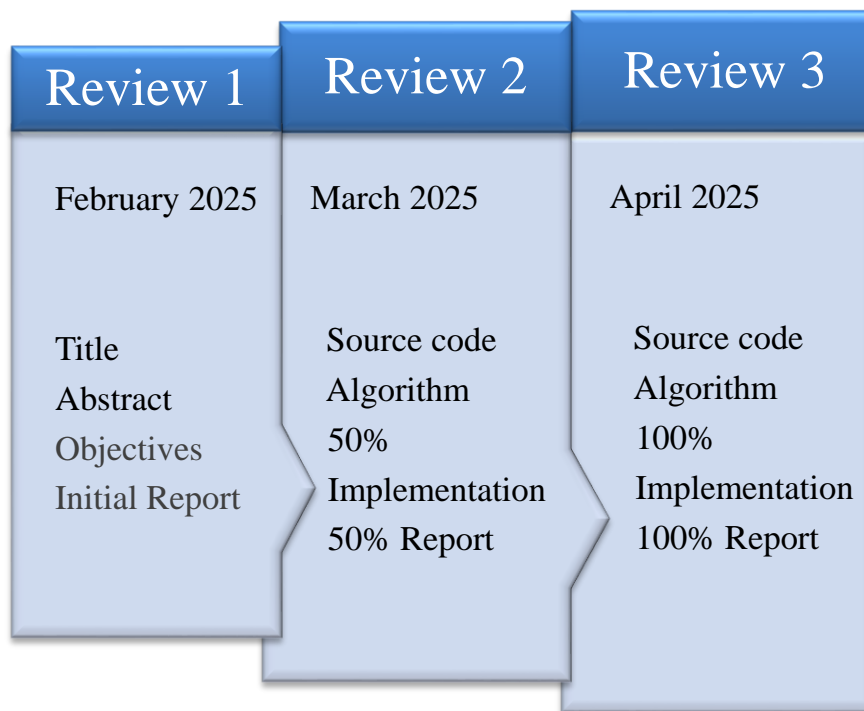 Review 1
February 2025
Title
Abstract
Objectives
Initial Report
Review 2
March 2025
Source code
Algorithm
50%
Implementation
50% Report
Review 3
April 2025
Source code
Algorithm
100%
Implementation
100% Report